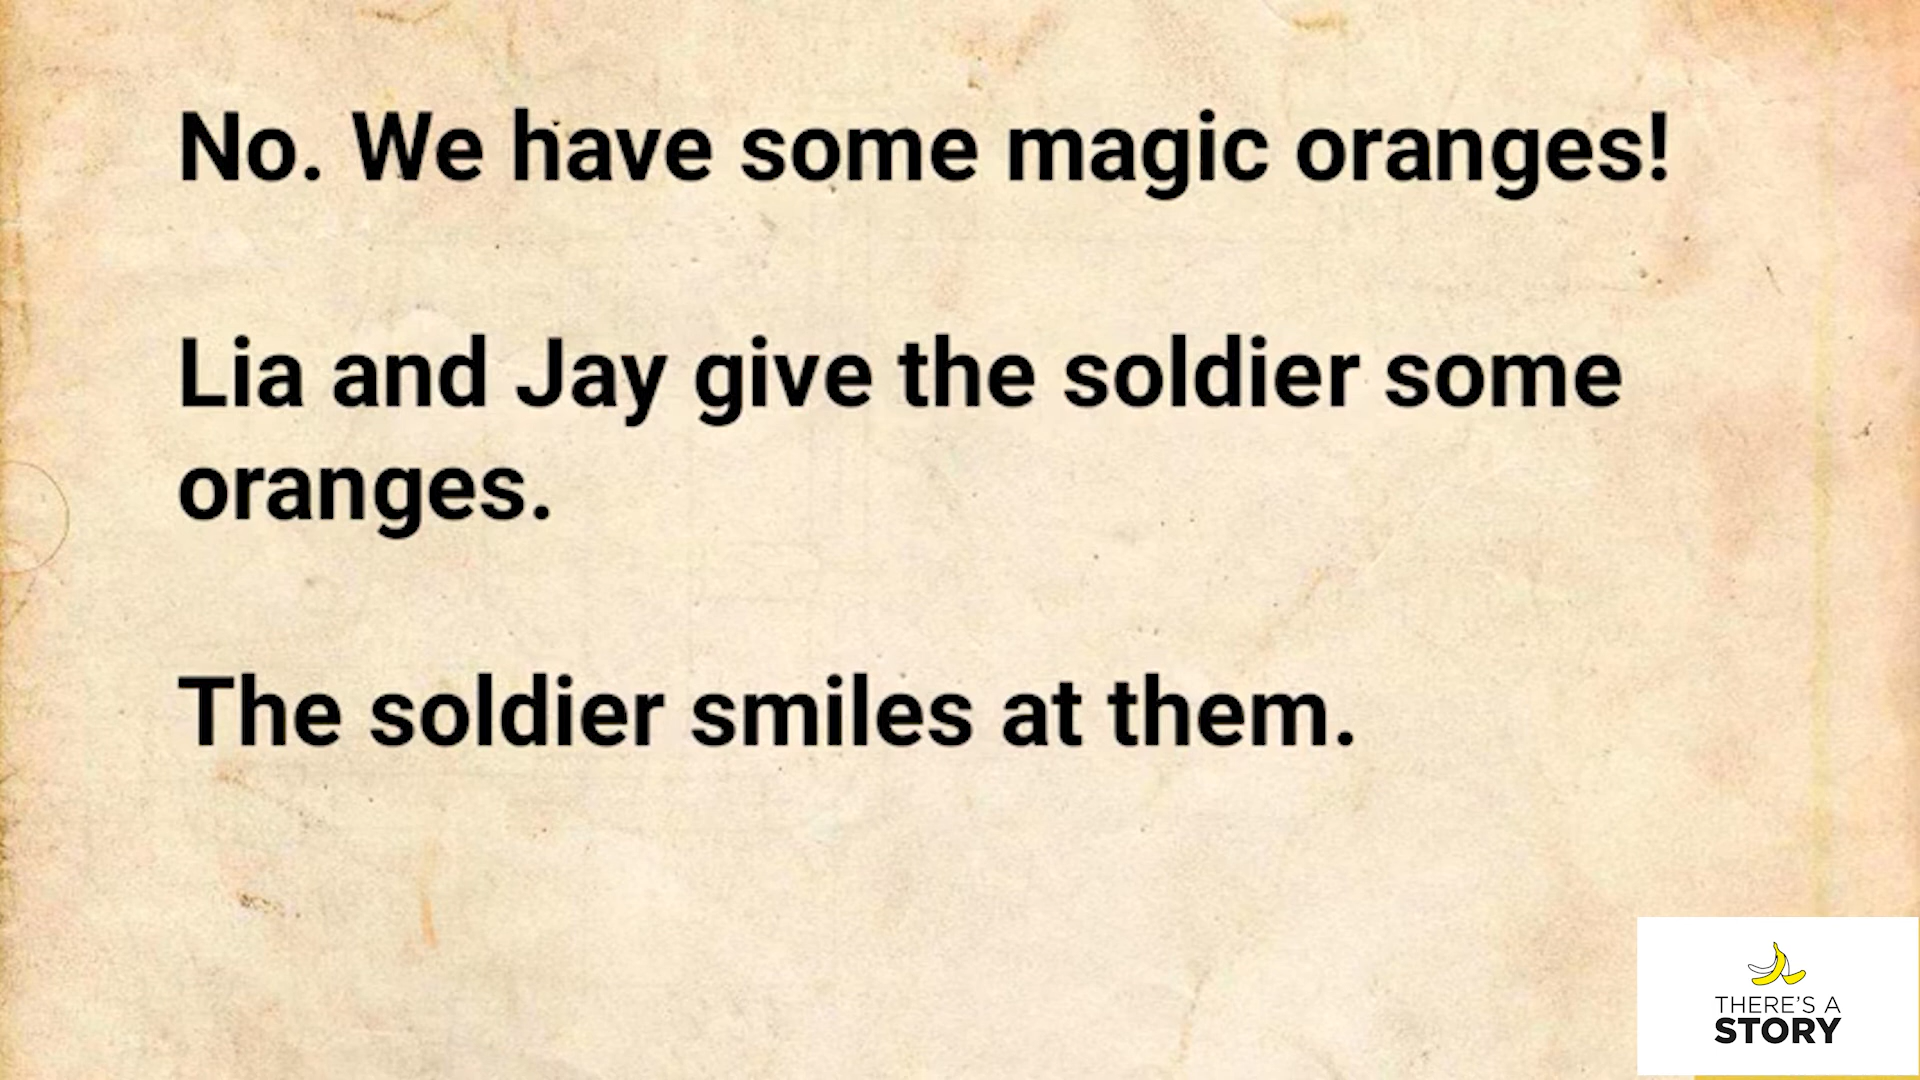 No. We have some magic oranges!
Lia and Jay give the soldier some
oranges.
The soldier smiles at them.
THERE'S A
STORY